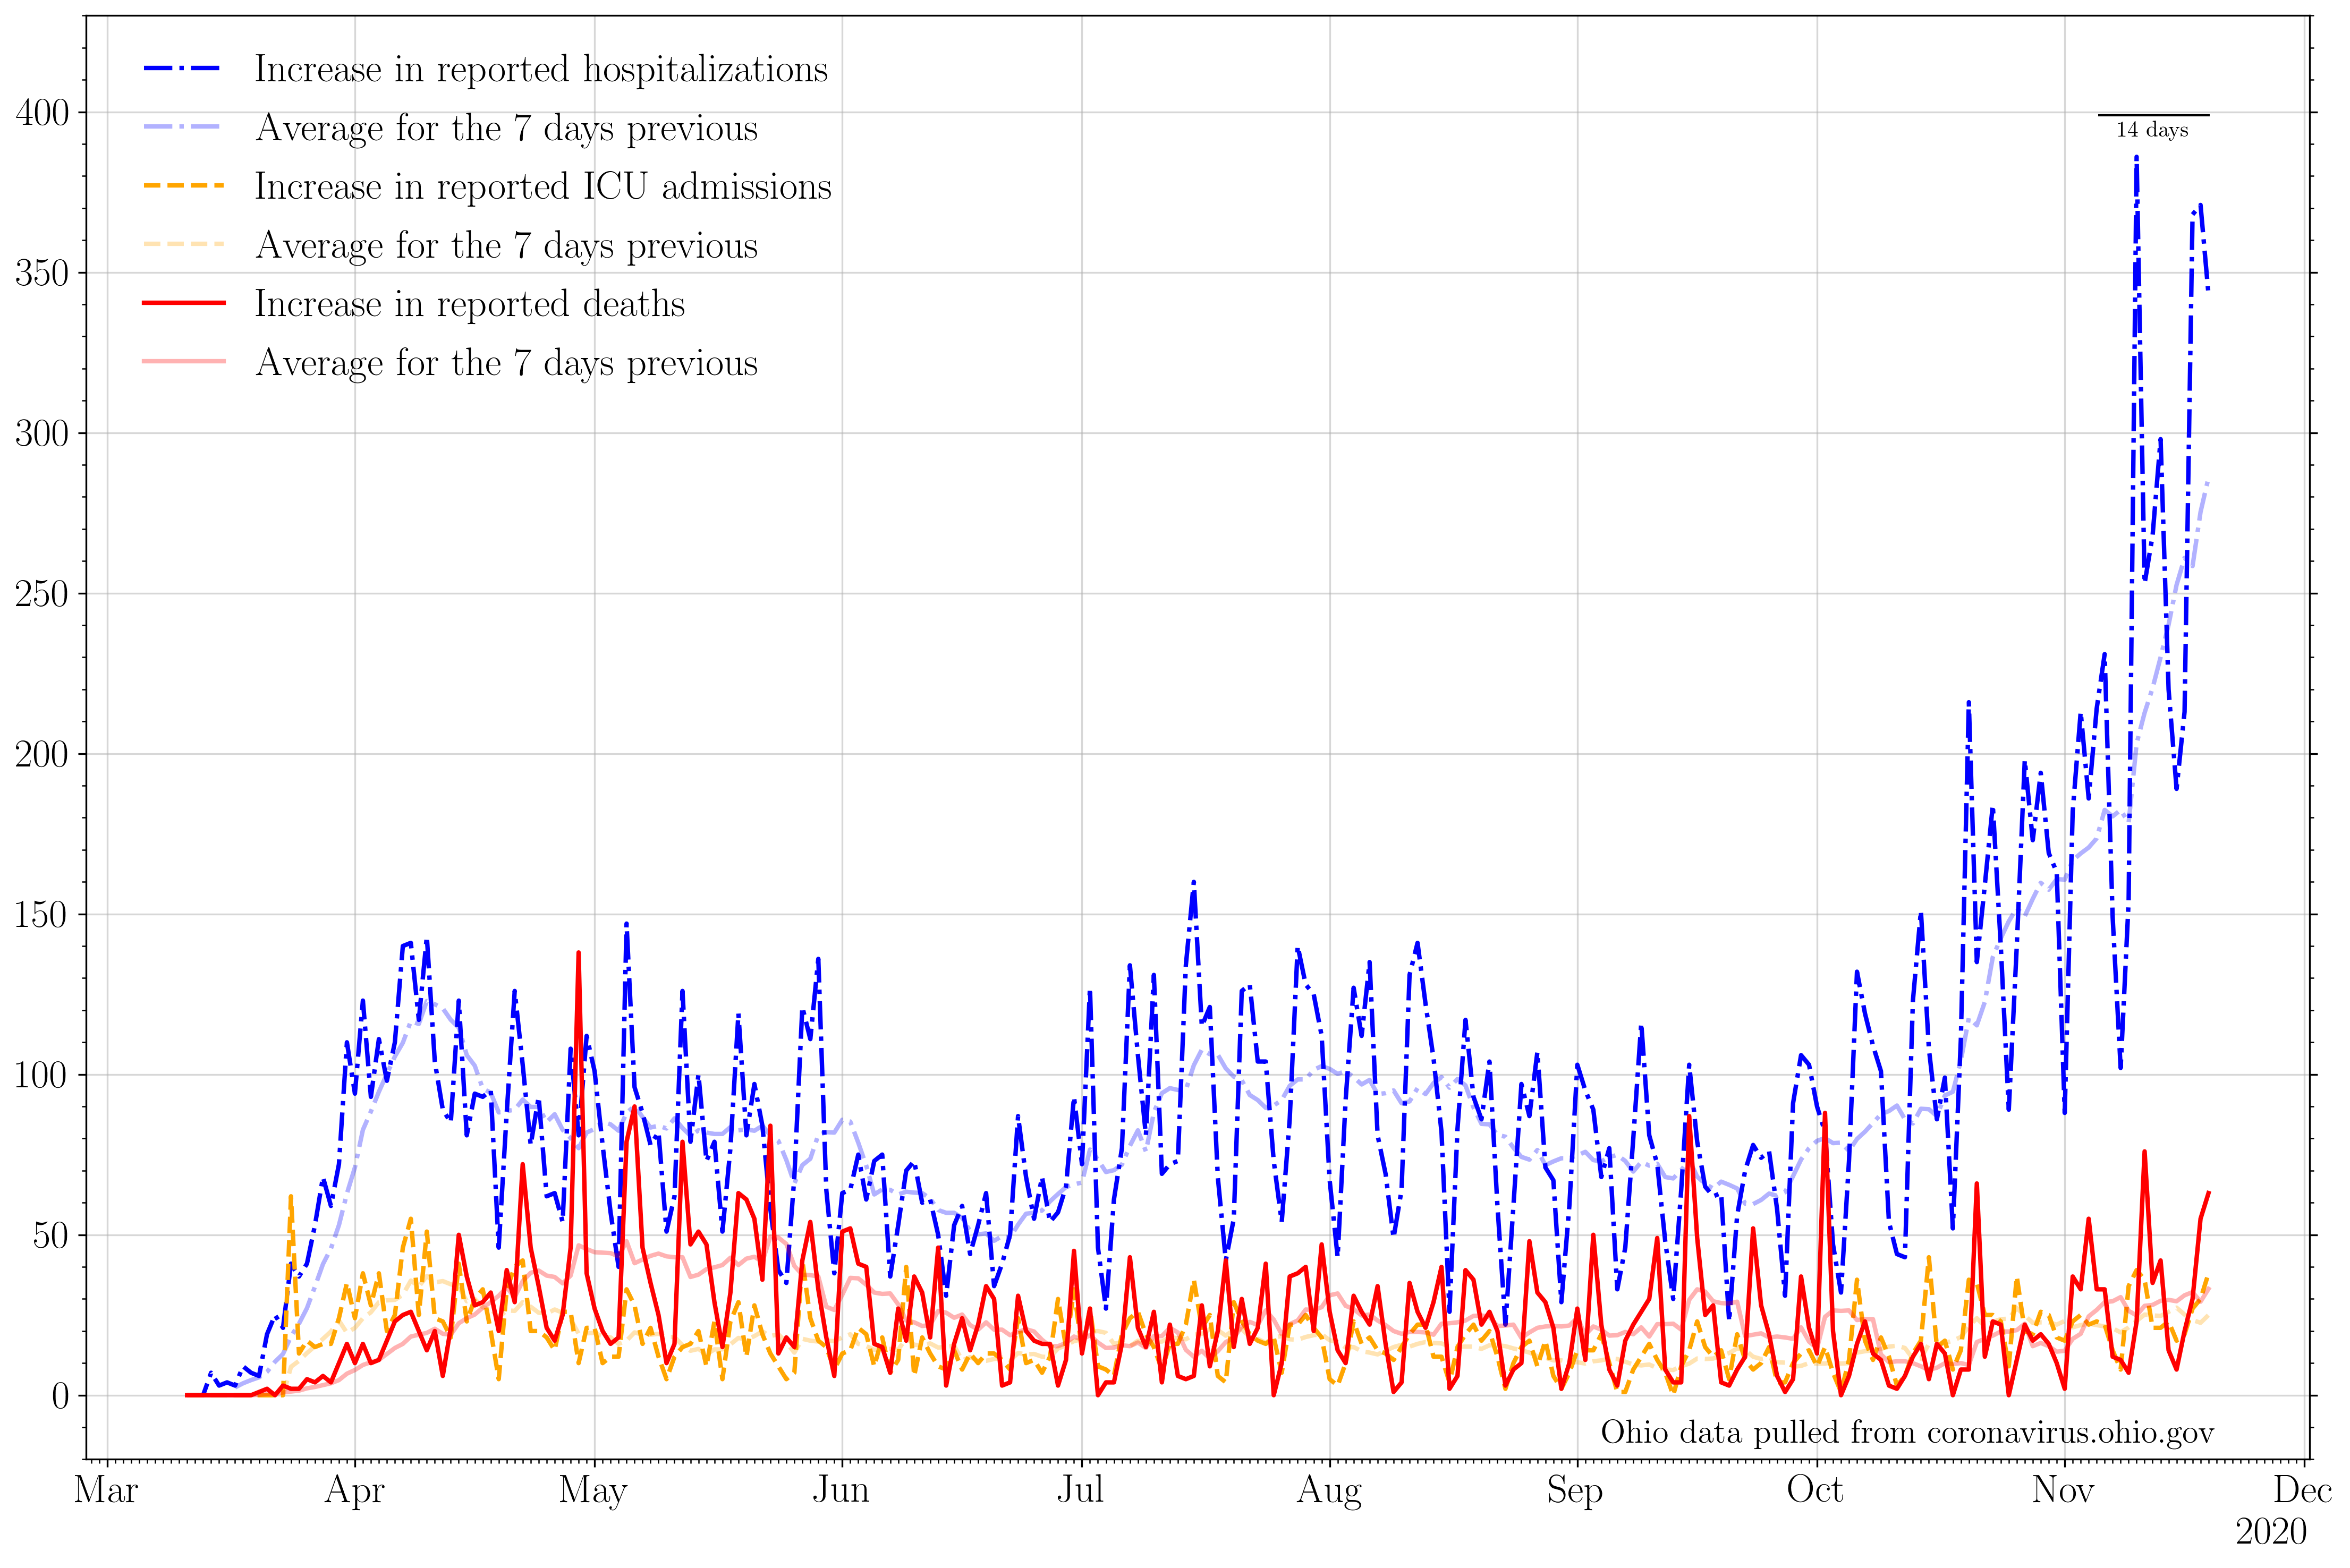 Increase in reported hospitalizations
Average for the 7 days previous
Increase in reported ICU admissions
Average for the 7 days previous
Increase in reported deaths
Average for the 7 days previous
14 days
400
350
300
250
200
150
100
50
0
Ohio data pulled from coronavirus.ohio.gov
Mar Apr May Jun Jul Aug Sep Oct Nov Dec
2020